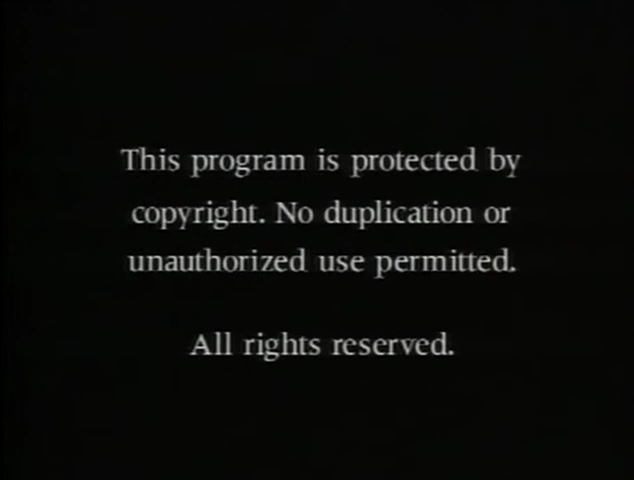 This program is protected by
copyright. No duplication or
unauthorized use permitted.
All rights reserved.